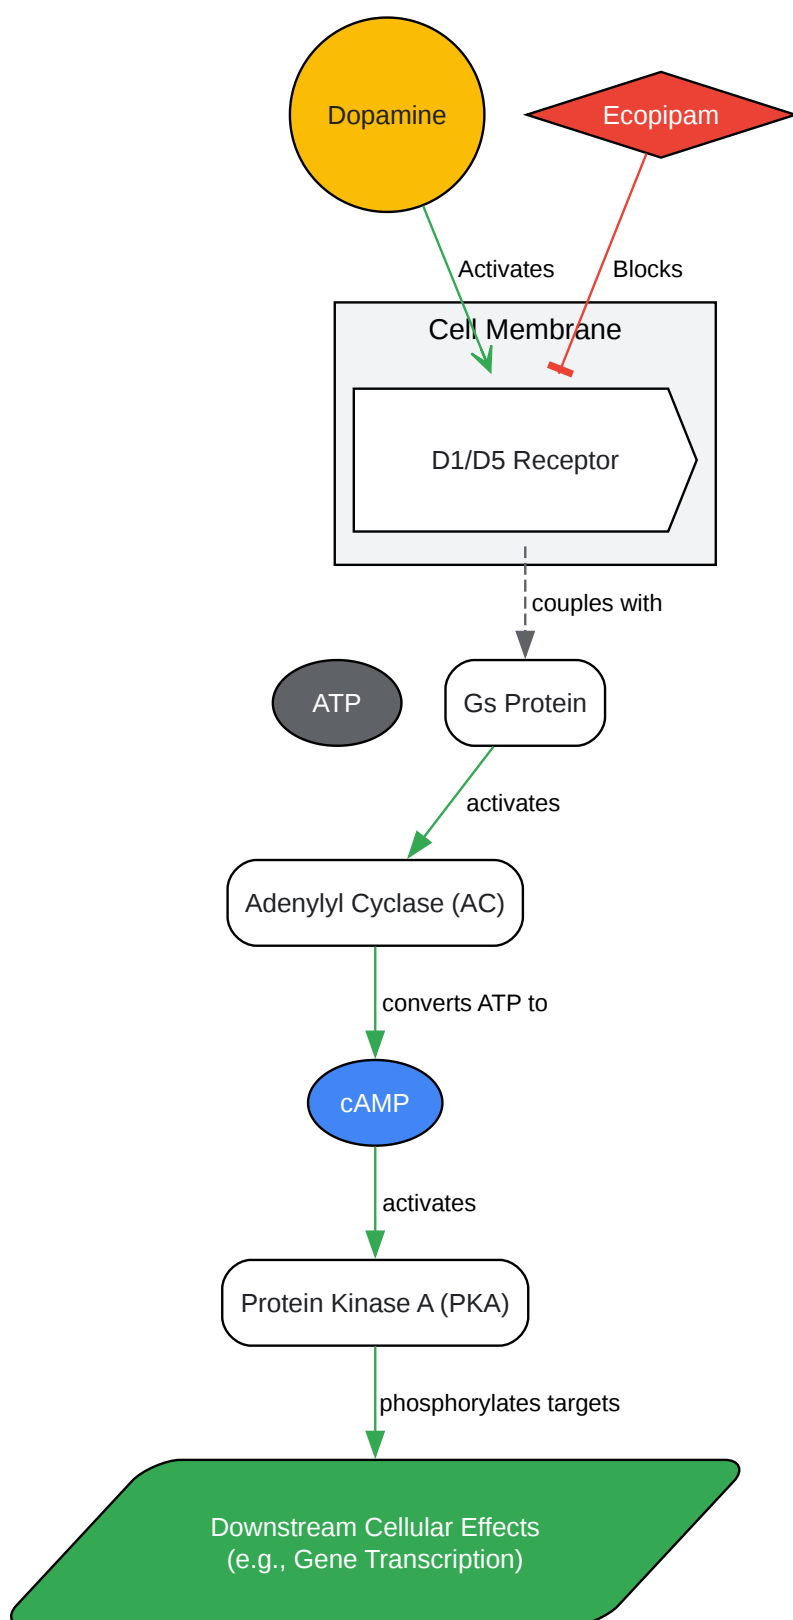 Dopamine
Ecopipam
Activates
Blocks
Cell Membrane
D1/D5 Receptor
couples with
ATP
Gs Protein
activates
Adenylyl Cyclase (AC)
converts ATP to
cAMP
activates
Protein Kinase A (PKA)
phosphorylates targets
Downstream Cellular Effects
(e.g., Gene Transcription)